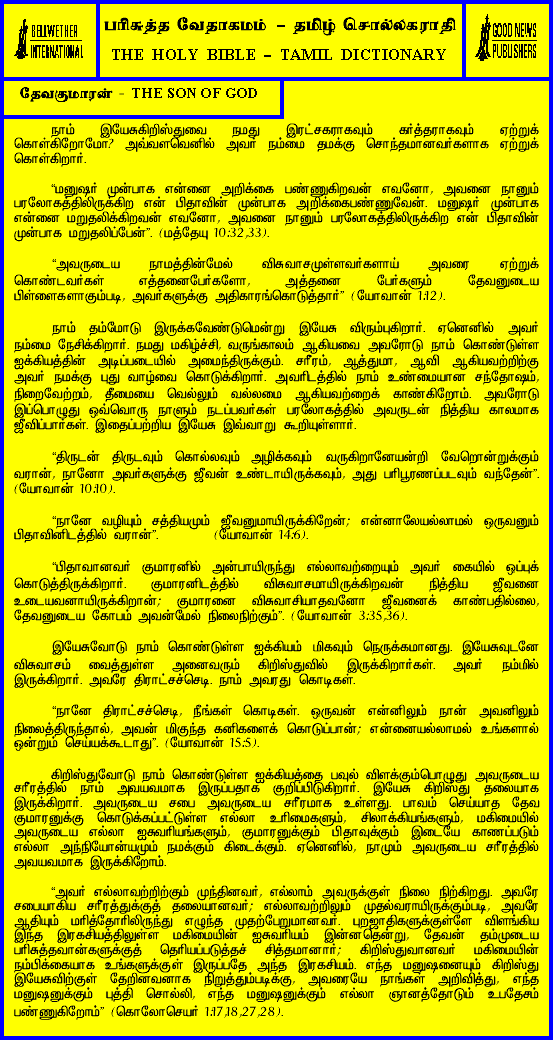 BELLWETHER
INTERNATIONAL
பரிசுத்த வேதாகமம் - தமிழ் சொல்லகராதி
THE HOLY BIBLE - TAMIL DICTIONARY
GOOD NEWS
PUBLISHERS
தேவகுமாரன் - THE SON OF GOD
நாம் இயேசுகிறிஸ்துவை நமது இரட்சகராகவும் கர்த்தராகவும் ஏற்றுக்
கொள்கிறோமோ? அவ்வளவெனில் அவர் நம்மை தமக்கு சொந்தமானவர்களாக ஏற்றுக்
கொள்கிறார்.
“மனுஷர் முன்பாக என்னை அறிக்கை பண்ணுகிறவன் எவனோ, அவனை நானும்
பரலோகத்திலிருக்கிற என் பிதாவின் முன்பாக அறிக்கைபண்ணுவேன். மனுஷர் முன்பாக
என்னை மறுதலிக்கிறவன் எவனோ, அவனை நானும் பரலோகத்திலிருக்கிற என் பிதாவின்
முன்பாக மறுதலிப்பேன்”. (மத்தேயு 10:32,33).
“அவருடைய நாமத்தின்மேல் விசுவாசமுள்ளவர்களாய் அவரை ஏற்றுக்
கொண்டவர்கள் எத்தனைபேர்களோ, அத்தனை பேர்களும் தேவனுடைய
பிள்ளைகளாகும்படி, அவர்களுக்கு அதிகாரங்கொடுத்தார்” (யோவான் 1:12).
நாம் தம்மோடு இருக்கவேண்டுமென்று இயேசு விரும்புகிறார். ஏனெனில் அவர்
நம்மை நேசிக்கிறார். நமது மகிழ்ச்சி, வருங்காலம் ஆகியவை அவரோடு நாம் கொண்டுள்ள
ஐக்கியத்தின் அடிப்படையில் அமைந்திருக்கும். சரீரம், ஆத்துமா, ஆவி ஆகியவற்றிற்கு
அவர் நமக்கு புது வாழ்வை கொடுக்கிறார். அவரிடத்தில் நாம் உண்மையான சந்தோஷம்,
நிறைவேற்றம், தீமையை வெல்லும் வல்லமை ஆகியவற்றைக் காண்கிறோம். அவரோடு
இப்பொழுது ஒவ்வொரு நாளும் நடப்பவர்கள் பரலோகத்தில் அவருடன் நித்திய காலமாக
ஜீவிப்பார்கள். இதைப்பற்றிய இயேசு இவ்வாறு கூறியுள்ளார்.
“திருடன் திருடவும் கொல்லவும் அழிக்கவும் வருகிறானேயன்றி வேறொன்றுக்கும்
வரான், நானோ அவர்களுக்கு ஜீவன் உண்டாயிருக்கவும், அது பரிபூரணப்படவும் வந்தேன்”.
(யோவான் 10:10).
“நானே வழியும் சத்தியமும் ஜீவனுமாயிருக்கிறேன்; என்னாலேயல்லாமல் ஒருவனும்
பிதாவினிடத்தில் வரான்”. (யோவான் 14:6).
“பிதாவானவர் குமாரனில் அன்பாயிருந்து எல்லாவற்றையும் அவர் கையில் ஒப்புக்
கொடுத்திருக்கிறார். குமாரனிடத்தில் விசுவாசமாயிருக்கிறவன் நித்திய ஜீவனை
உடையவனாயிருக்கிறான்; குமாரனை விசுவாசியாதவனோ ஜீவனைக் காண்பதில்லை,
தேவனுடைய கோபம் அவன்மேல் நிலைநிற்கும்”. (யோவான் 3:35,36).
இயேசுவோடு நாம் கொண்டுள்ள ஐக்கியம் மிகவும் நெருக்கமானது. இயேசுவுடனே
விசுவாசம் வைத்துள்ள அனைவரும் கிறிஸ்துவில் இருக்கிறார்கள். அவர் நம்மில்
இருக்கிறார். அவரே திராட்சச்செடி. நாம் அவரது கொடிகள்.
“நானே திராட்சச்செடி, நீங்கள் கொடிகள். ஒருவன் என்னிலும் நான் அவனிலும்
நிலைத்திருந்தால், அவன் மிகுந்த கனிகளைக் கொடுப்பான்; என்னையல்லாமல் உங்களால்
ஒன்றும் செய்யக்கூடாது”. (யோவான் 15:5).
கிறிஸ்துவோடு நாம் கொண்டுள்ள ஐக்கியத்தை பவுல் விளக்கும்பொழுது அவருடைய
சரீரத்தில் நாம் அவயவமாக இருப்பதாக குறிப்பிடுகிறார். இயேசு கிறிஸ்து தலையாக
இருக்கிறார். அவருடைய சபை அவருடைய சரீரமாக உள்ளது. பாவம் செய்யாத தேவ
குமாரனுக்கு கொடுக்கப்பட்டுள்ள எல்லா உரிமைகளும், சிலாக்கியங்களும், மகிமையில்
அவருடைய எல்லா ஐசுவரியங்களும், குமாரனுக்கும் பிதாவுக்கும் இடையே காணப்படும்
எல்லா அந்நியோன்யமும் நமக்கும் கிடைக்கும். ஏனெனில், நாமும் அவருடைய சரீரத்தில்
அவயவமாக இருக்கிறோம்.
“அவர் எல்லாவற்றிற்கும் முந்தினவர், எல்லாம் அவருக்குள் நிலை நிற்கிறது. அவரே
சபையாகிய சரீரத்துக்குத் தலையானவர்; எல்லாவற்றிலும் முதல்வராயிருக்கும்படி, அவரே
ஆதியும் மரித்தோரிலிருந்து எழுந்த முதற்பேறுமானவர். புறஜாதிகளுக்குள்ளே விளங்கிய
இந்த இரகசியத்திலுள்ள மகிமையின் ஐசுவரியம் இன்னதென்று, தேவன் தம்முடைய
பரிசுத்தவான்களுக்குத் தெரியப்படுத்தச் சித்தமானார்; கிறிஸ்துவானவர் மகிமையின்
நம்பிக்கையாக உங்களுக்குள் இருப்பதே அந்த இரகசியம். எந்த மனுஷனையும் கிறிஸ்து
இயேசுவிற்குள் தேறினவனாக நிறுத்தும்படிக்கு, அவரையே நாங்கள் அறிவித்து, எந்த
மனுஷனுக்கும் புத்தி சொல்லி, எந்த மனுஷனுக்கும் எல்லா ஞானத்தோடும் உபதேசம்
பண்ணுகிறோம்” (கொலோசெயர் 1:17,18,27,28).